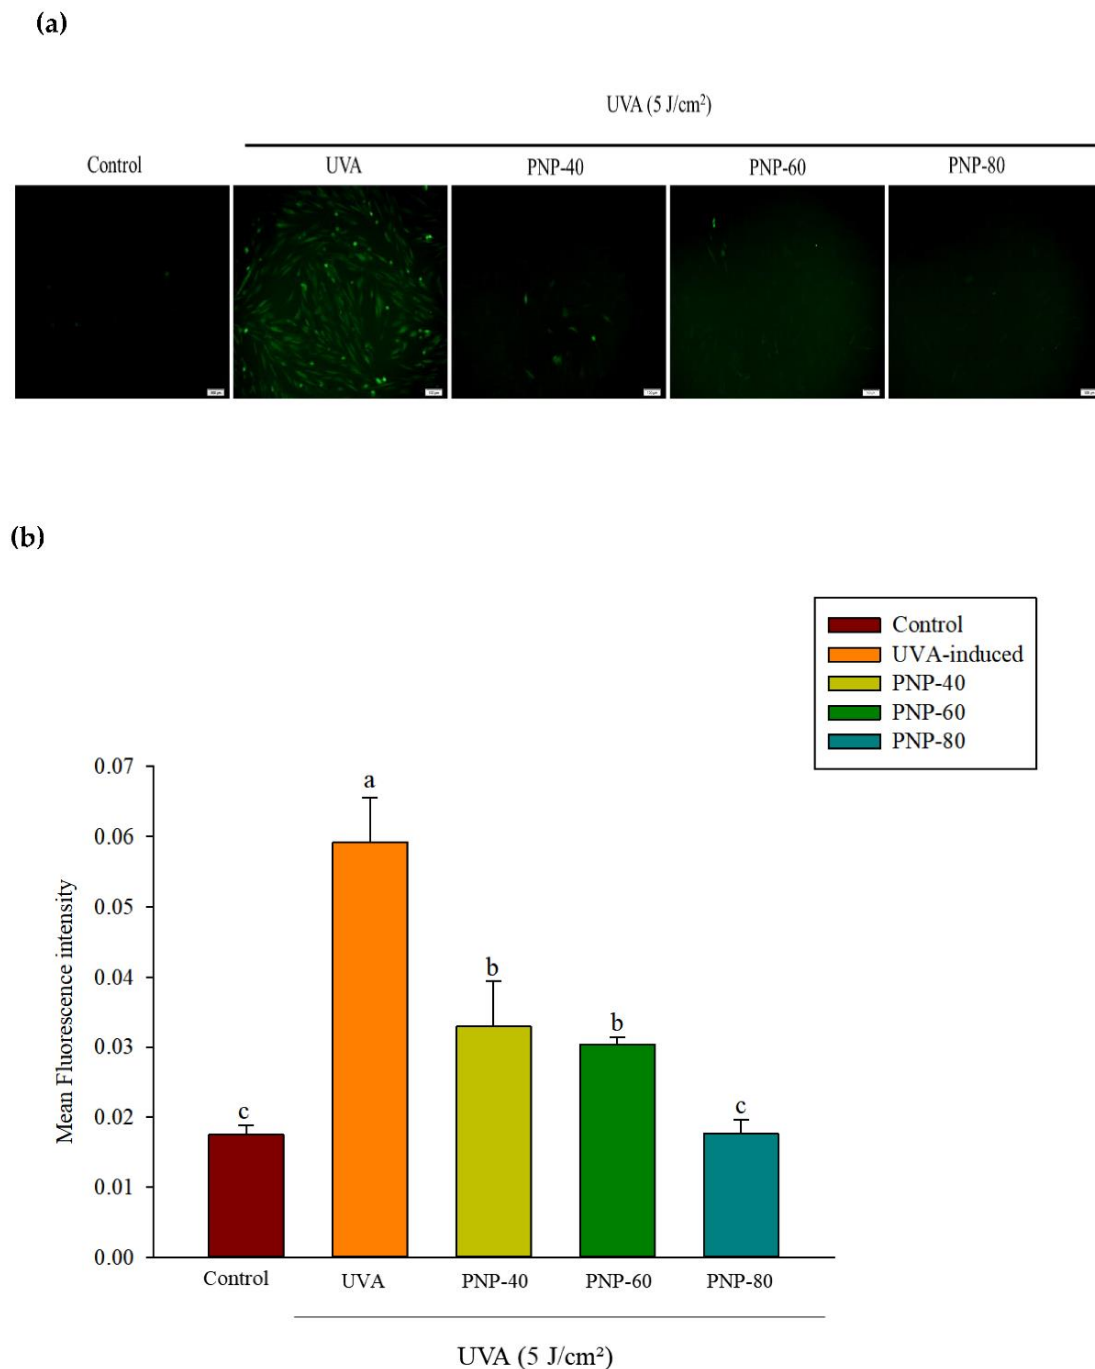 (a)
UVA (5 J/cm²)
Control UVA PNP-40 PNP-60 PNP-80
(b)
Control
UVA-induced
PNP-40
PNP-60
PNP-80
Mean Fluorescence intensity
0.07
0.06
0.05
0.04
0.03
0.02
0.01
0.00
c a b b c
Control UVA PNP-40 PNP-60 PNP-80
UVA (5 J/cm²)